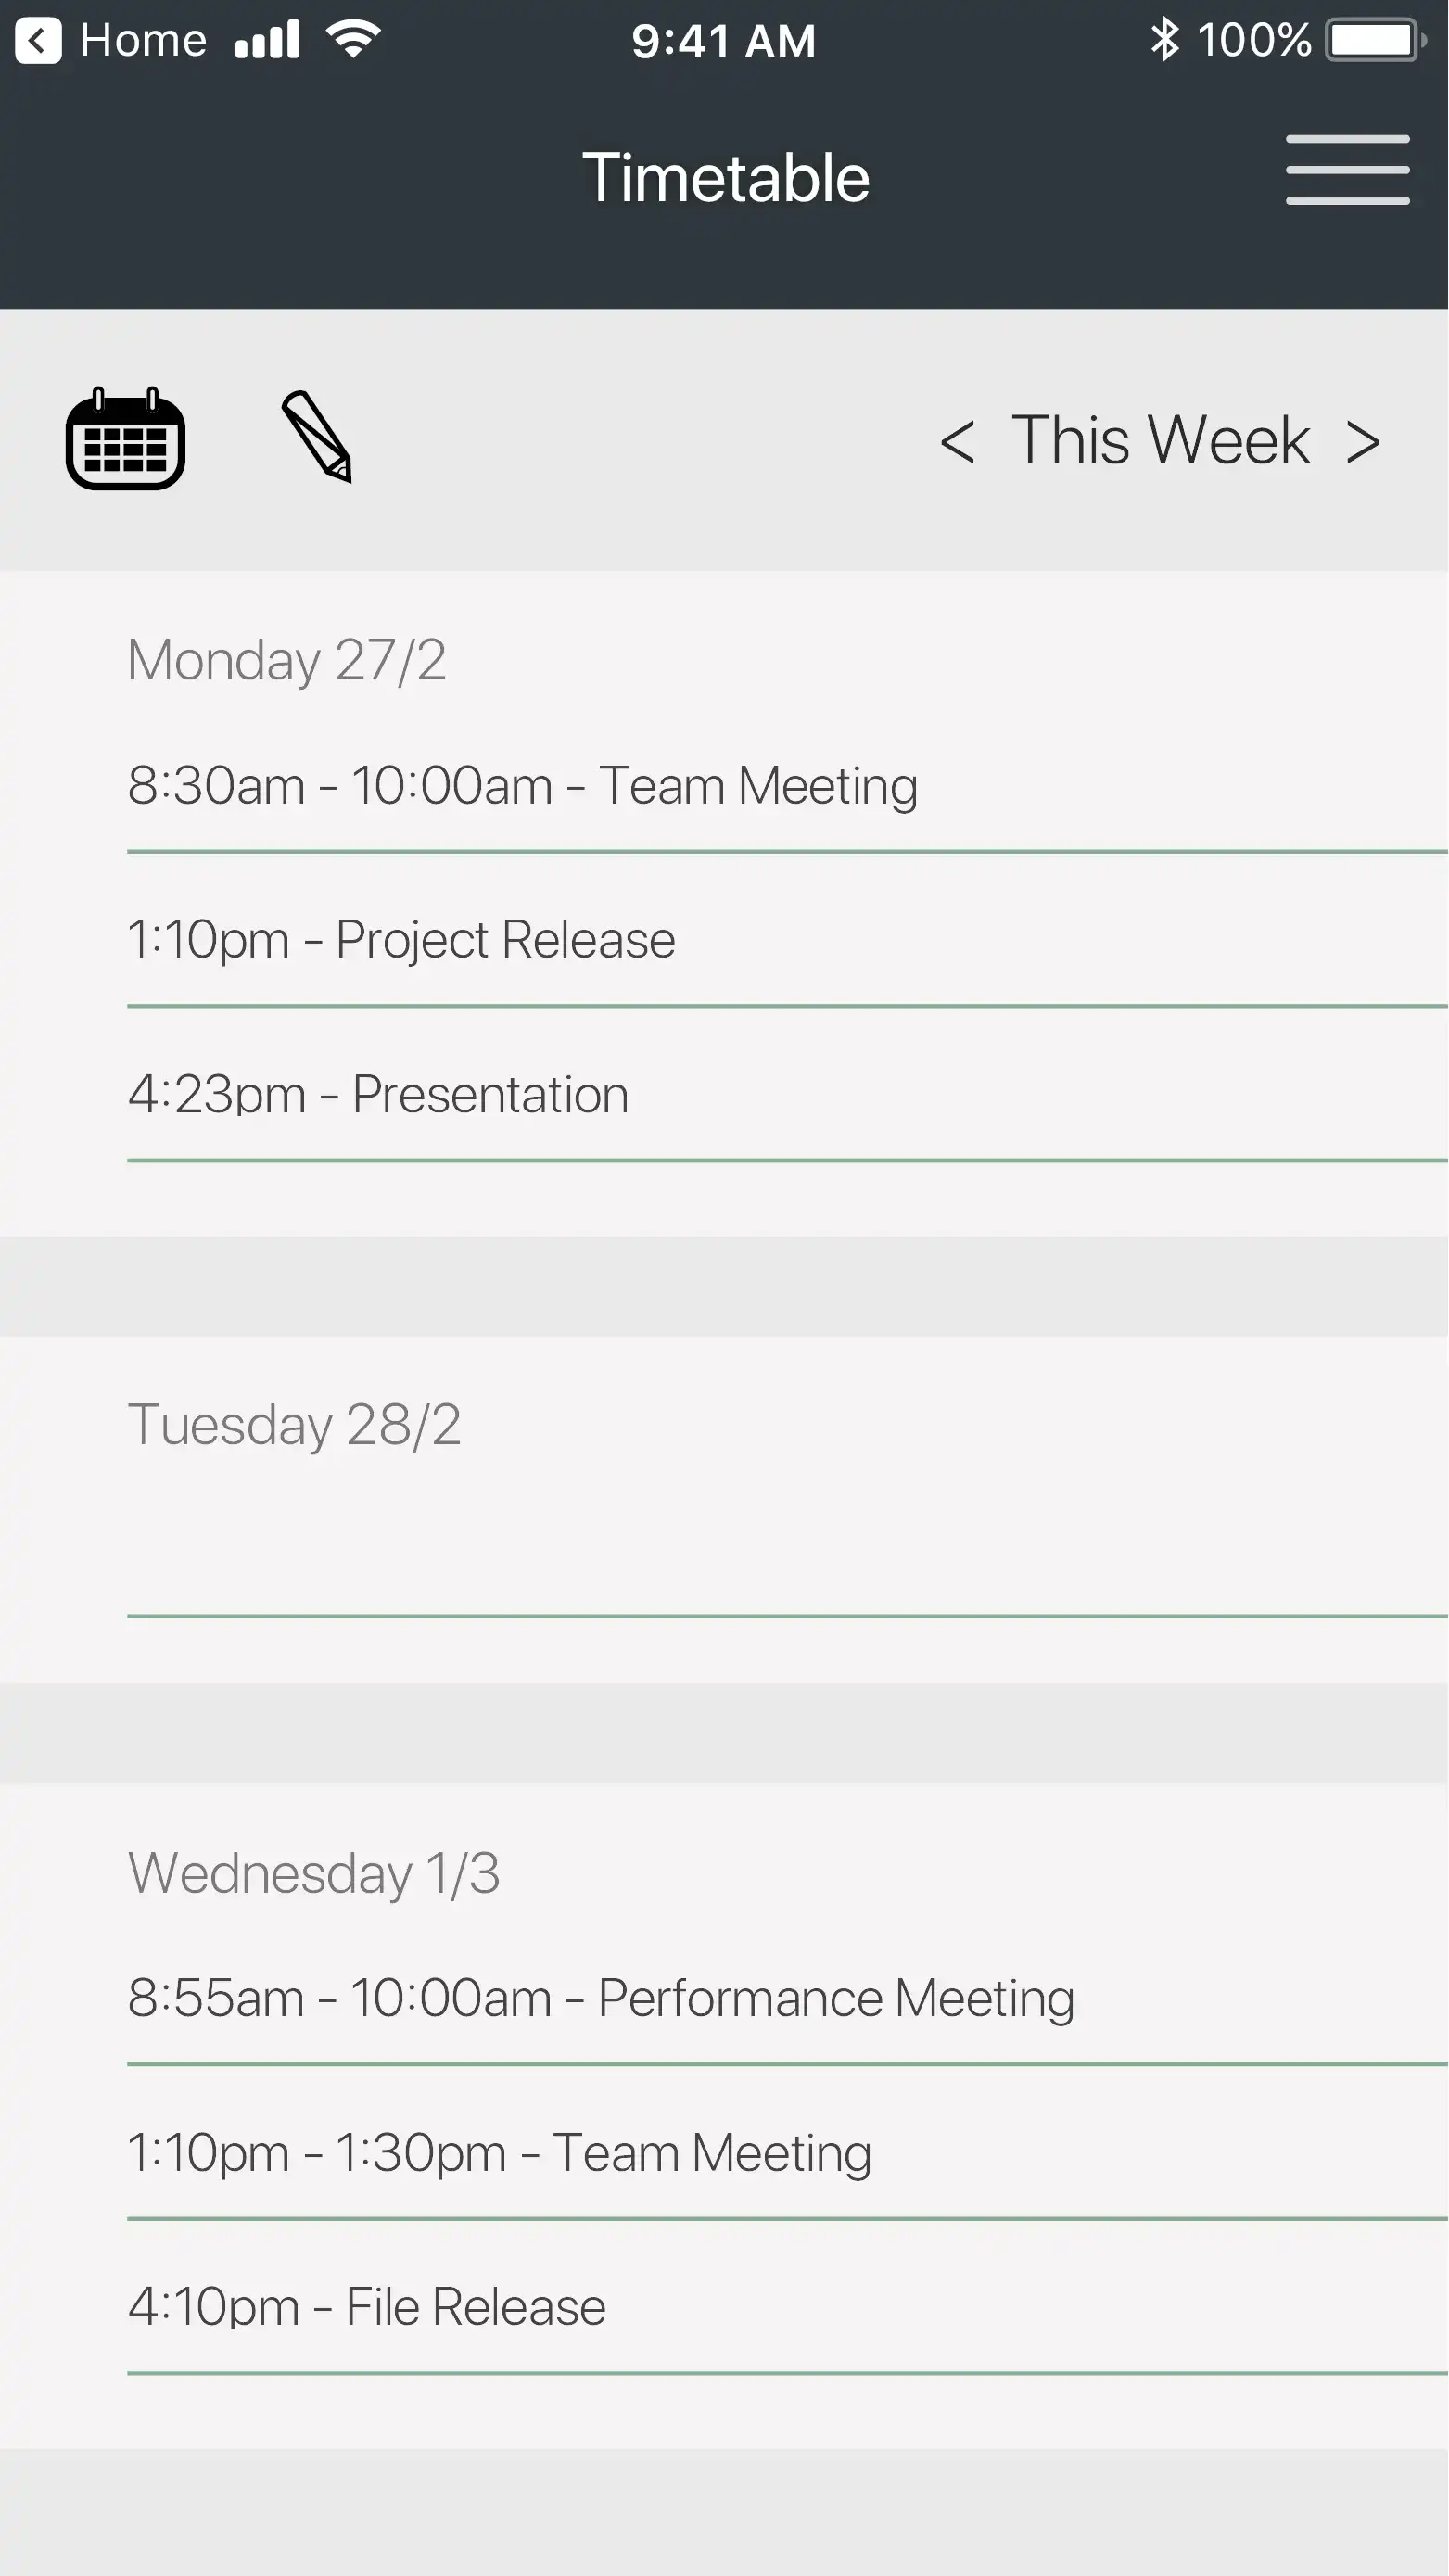 Home 9:41 AM 100%
Timetable
< This Week >
Monday 27/2
8:30am - 10:00am - Team Meeting
1:10pm - Project Release
4:23pm - Presentation
Tuesday 28/2
Wednesday 1/3
8:55am - 10:00am - Performance Meeting
1:10pm - 1:30pm - Team Meeting
4:10pm - File Release